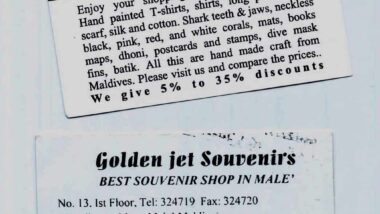 Enjoy your shopping
Hand painted T-shirts, shirts, long
scarf, silk and cotton. Shark teeth & jaws, neckless
black, pink, red, and white corals, mats, books
maps, dhoni, postcards and stamps, dive mask
fins, batik. All this are hand made craft from
Maldives. Please visit us and compare the prices..
We give 5% to 35% discounts
Golden jet Souvenirs
BEST SOUVENIR SHOP IN MALE'
No. 13, Ist Floor, Tel: 324719 Fax: 324720